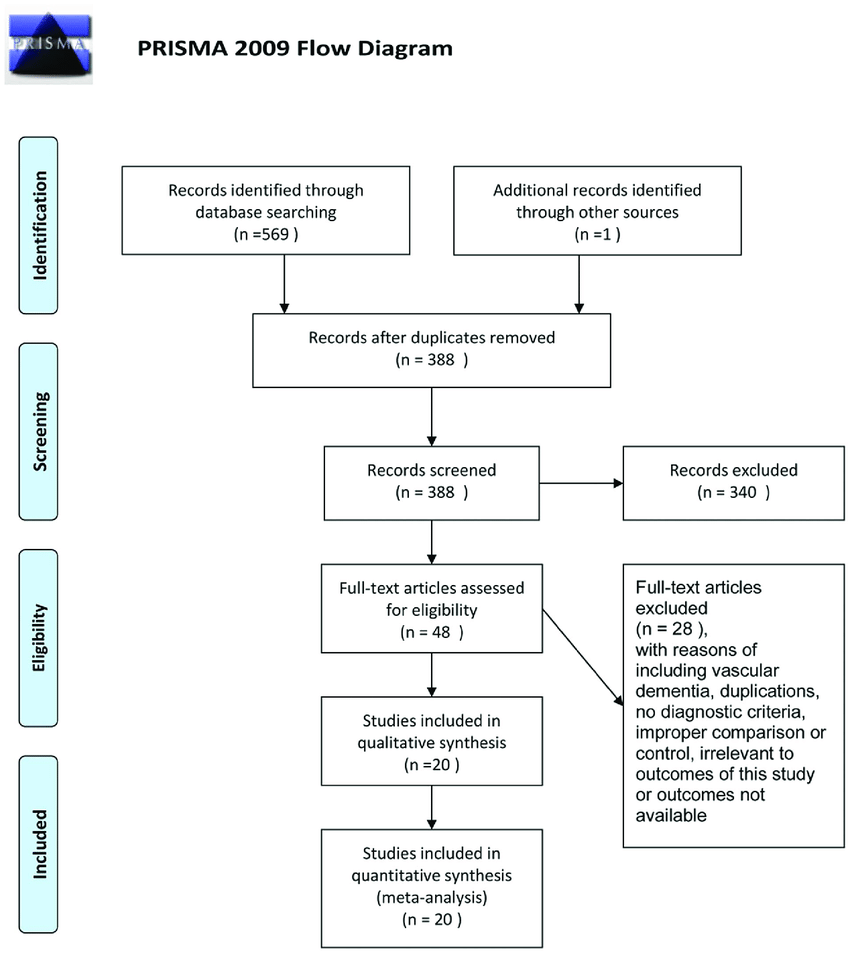 PRISMA
PRISMA 2009 Flow Diagram
Identification
Records identified through
database searching
(n =569 )
Additional records identified
through other sources
(n =1 )
Records after duplicates removed
(n = 388 )
Screening
Records screened
(n = 388 )
Records excluded
(n = 340 )
Eligibility
Full-text articles assessed
for eligibility
(n = 48 )
Full-text articles
excluded
(n = 28 ),
with reasons of
including vascular
dementia, duplications,
no diagnostic criteria,
improper comparison or
control, irrelevant to
outcomes of this study
or outcomes not
available
Studies included in
qualitative synthesis
(n =20 )
Included
Studies included in
quantitative synthesis
(meta-analysis)
(n = 20 )